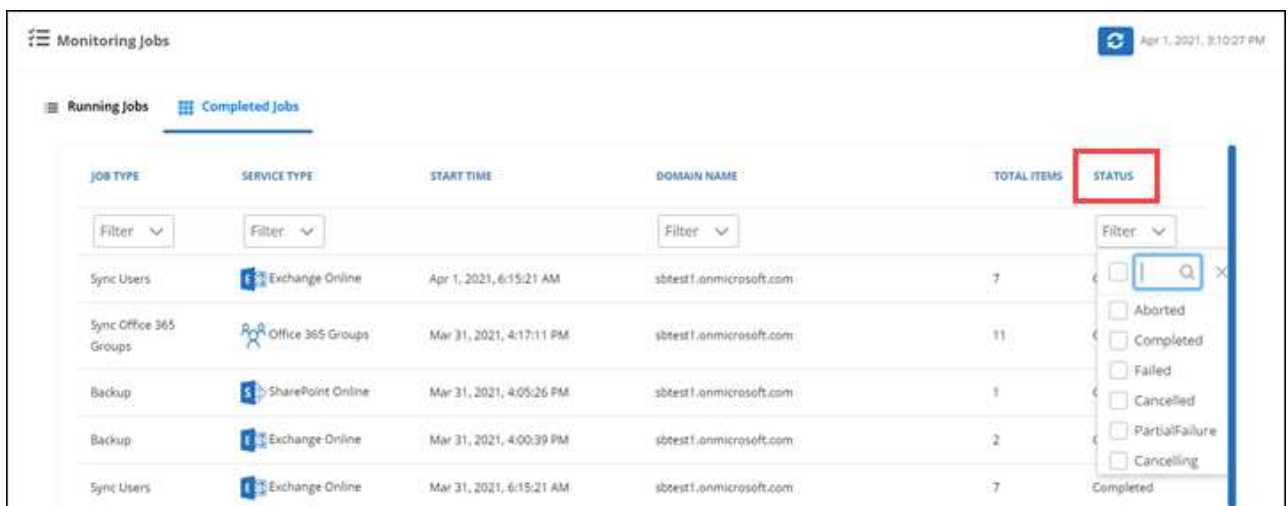 Monitoring Jobs
Apr 1, 2021, 3:10:27 PM
Running Jobs Completed Jobs
JOB TYPE SERVICE TYPE START TIME DOMAIN NAME TOTAL ITEMS STATUS
Filter Filter Filter Filter
Sync Users Exchange Online Apr 1, 2021, 6:15:21 AM sbtest1.onmicrosoft.com 7
Aborted
Sync Office 365 Groups Office 365 Groups Mar 31, 2021, 4:17:11 PM sbtest1.onmicrosoft.com 11
Completed
Failed
Backup SharePoint Online Mar 31, 2021, 4:05:26 PM sbtest1.onmicrosoft.com 1
Cancelled
PartialFailure
Backup Exchange Online Mar 31, 2021, 4:00:39 PM sbtest1.onmicrosoft.com 2
Cancelling
Sync Users Exchange Online Mar 31, 2021, 6:15:21 AM sbtest1.onmicrosoft.com 7 Completed